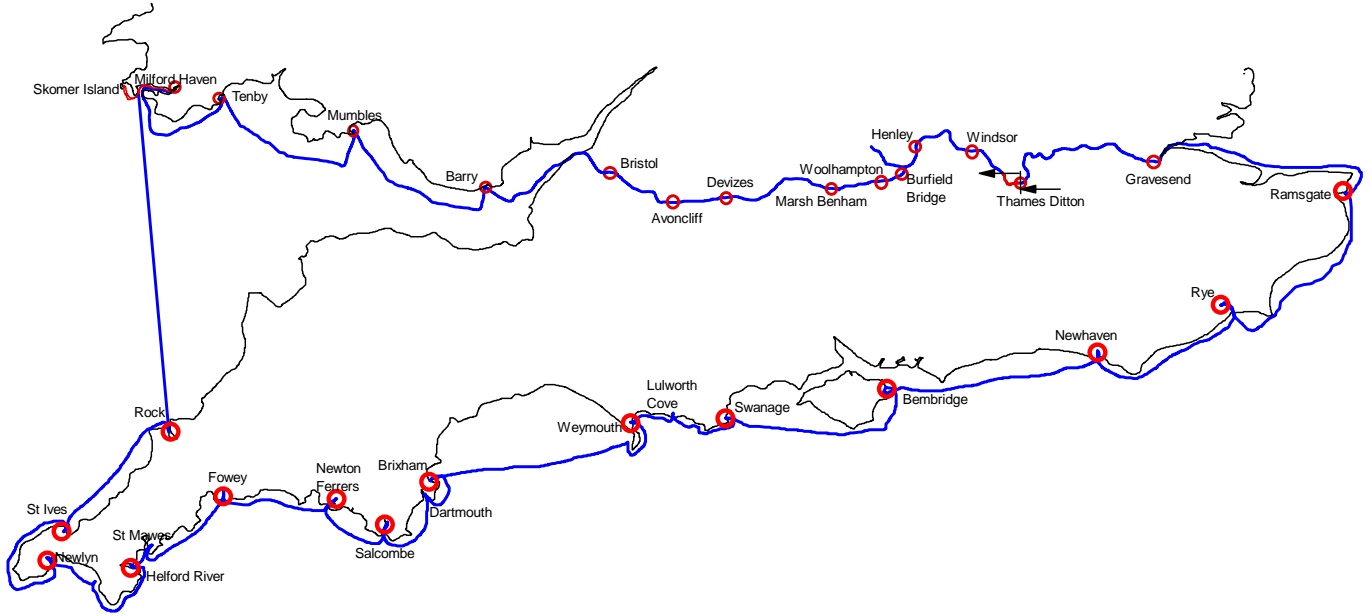 Milford Haven
Skomer Island
Tenby
Mumbles
Barry
Bristol
Avoncliff
Devizes
Woolhampton
Marsh Benham
Henley
Burfield
Bridge
Windsor
Thames Ditton
Gravesend
Ramsgate
Rye
Newhaven
Bembridge
Swanage
Lulworth
Cove
Weymouth
Brixham
Dartmouth
Salcombe
Newton
Ferrers
Fowey
St Mawes
Helford River
Newlyn
St Ives
Rock